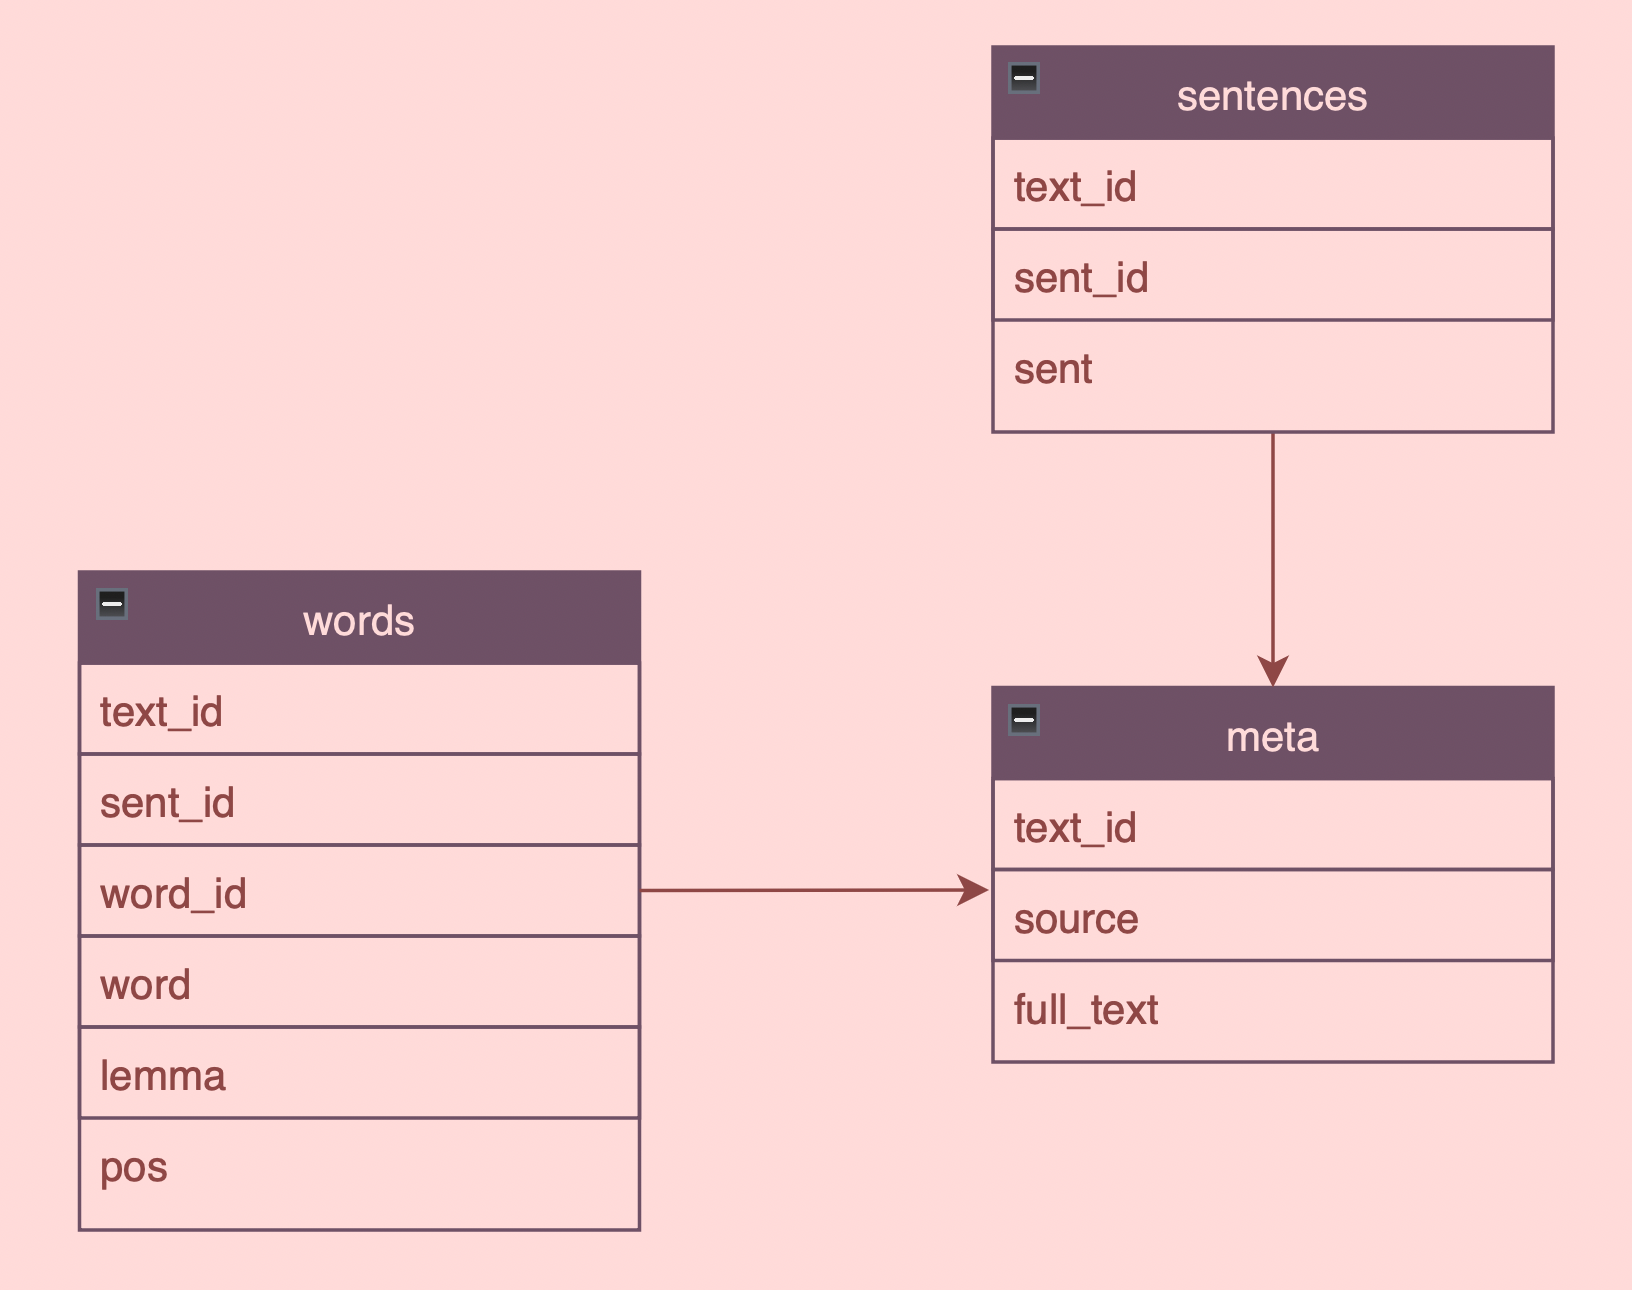 sentences
text_id
sent_id
sent
words
text_id
sent_id
word_id
word
lemma
pos
meta
text_id
source
full_text